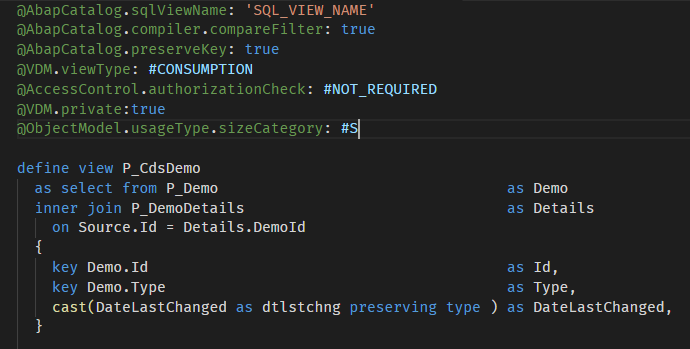 @AbapCatalog.sqlViewName: 'SQL_VIEW_NAME'
@AbapCatalog.compiler.compareFilter: true
@AbapCatalog.preserveKey: true
@VDM.viewType: #CONSUMPTION
@AccessControl.authorizationCheck: #NOT_REQUIRED
@VDM.private:true
@ObjectModel.usageType.sizeCategory: #S
define view P_CdsDemo
as select from P_Demo as Demo
inner join P_DemoDetails as Details
on Source.Id = Details.DemoId
{
key Demo.Id as Id,
key Demo.Type as Type,
cast(DateLastChanged as dtlstchng preserving type ) as DateLastChanged,
}